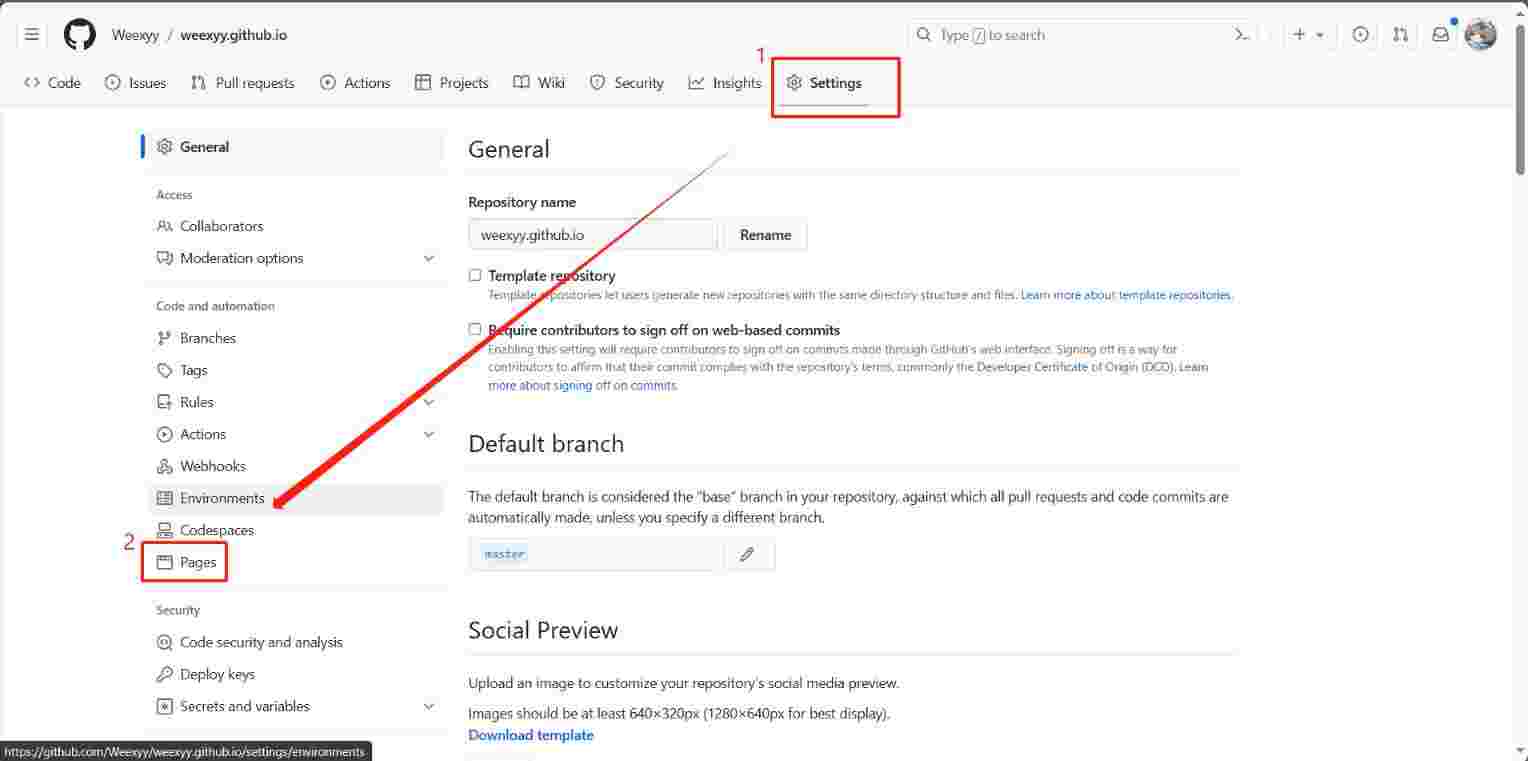 Weexyy / weexyy.github.io
Type / to search
Code Issues Pull requests Actions Projects Wiki Security Insights 1 Settings
General
Access
Collaborators
Moderation options
Code and automation
Branches
Tags
Rules
Actions
Webhooks
Environments
Codespaces
2
Pages
Security
Code security and analysis
Deploy keys
Secrets and variables
General
Repository name
weexyy.github.io Rename
Template repository
Template repositories let users generate new repositories with the same directory structure and files. Learn more about template repositories.
Require contributors to sign off on web-based commits
Enabling this setting will require contributors to sign off on commits made through GitHub's web interface. Signing off is a way for
contributors to affirm that their commit complies with the repository's terms, commonly the Developer Certificate of Origin (DCO). Learn
more about signing off on commits.
Default branch
The default branch is considered the "base" branch in your repository, against which all pull requests and code commits are
automatically made, unless you specify a different branch.
master
Social Preview
Upload an image to customize your repository's social media preview.
Images should be at least 640×320px (1280×640px for best display).
Download template
https://github.com/Weexyy/weexyy.github.io/settings/environments